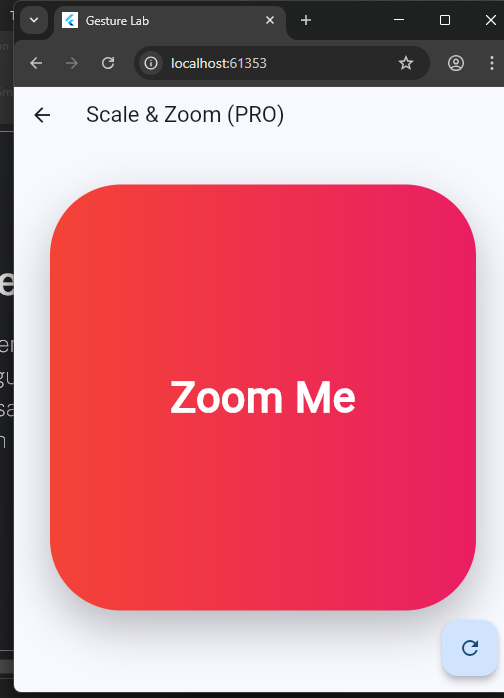 Gesture Lab
localhost:61353
Scale & Zoom (PRO)
Zoom Me